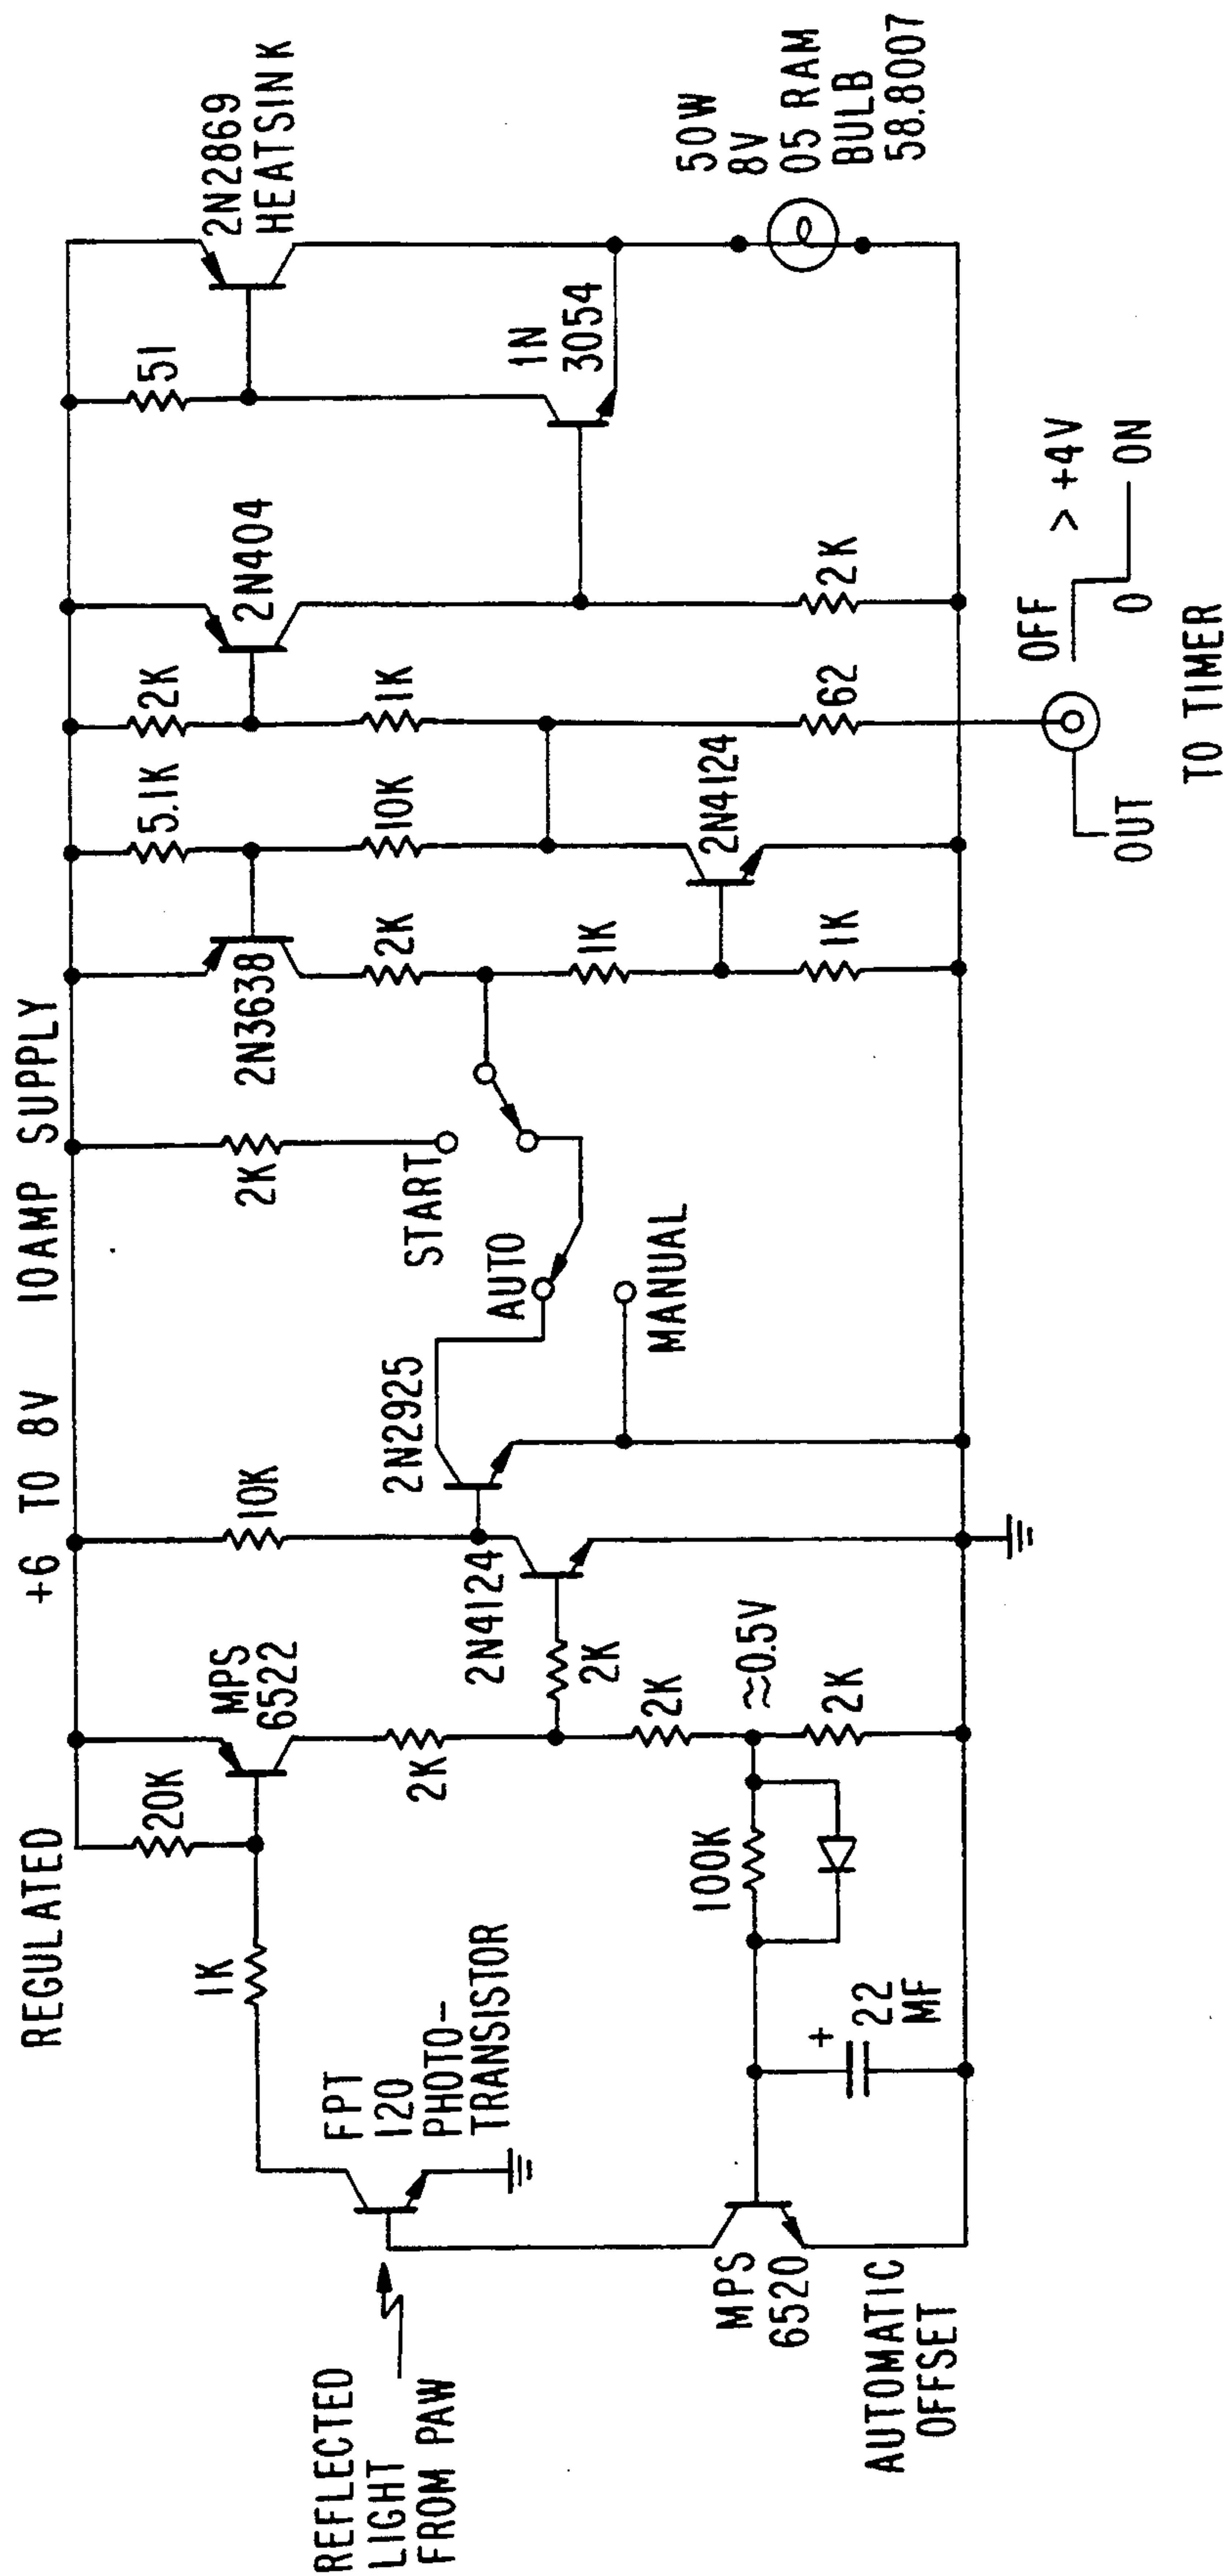 REGULATED +6 TO 8V 10AMP SUPPLY
20K
MPS
6522
1K
FPT
120
PHOTO-
TRANSISTOR
REFLECTED
LIGHT
FROM PAW
2K
2K
2K
≈0.5V
2K
100K
+
22
MF
MPS
6520
AUTOMATIC
OFFSET
10K
2N4124
2N2925
AUTO
MANUAL
START
2K
2N3638
2K
1K
1K
5.1K
10K
2N4124
2K
1K
62
2N404
2K
51
2N2869
HEATSINK
1N
3054
50W
8V
05 RAM
BULB
58.8007
OUT
OFF > +4V
0 ON
TO TIMER